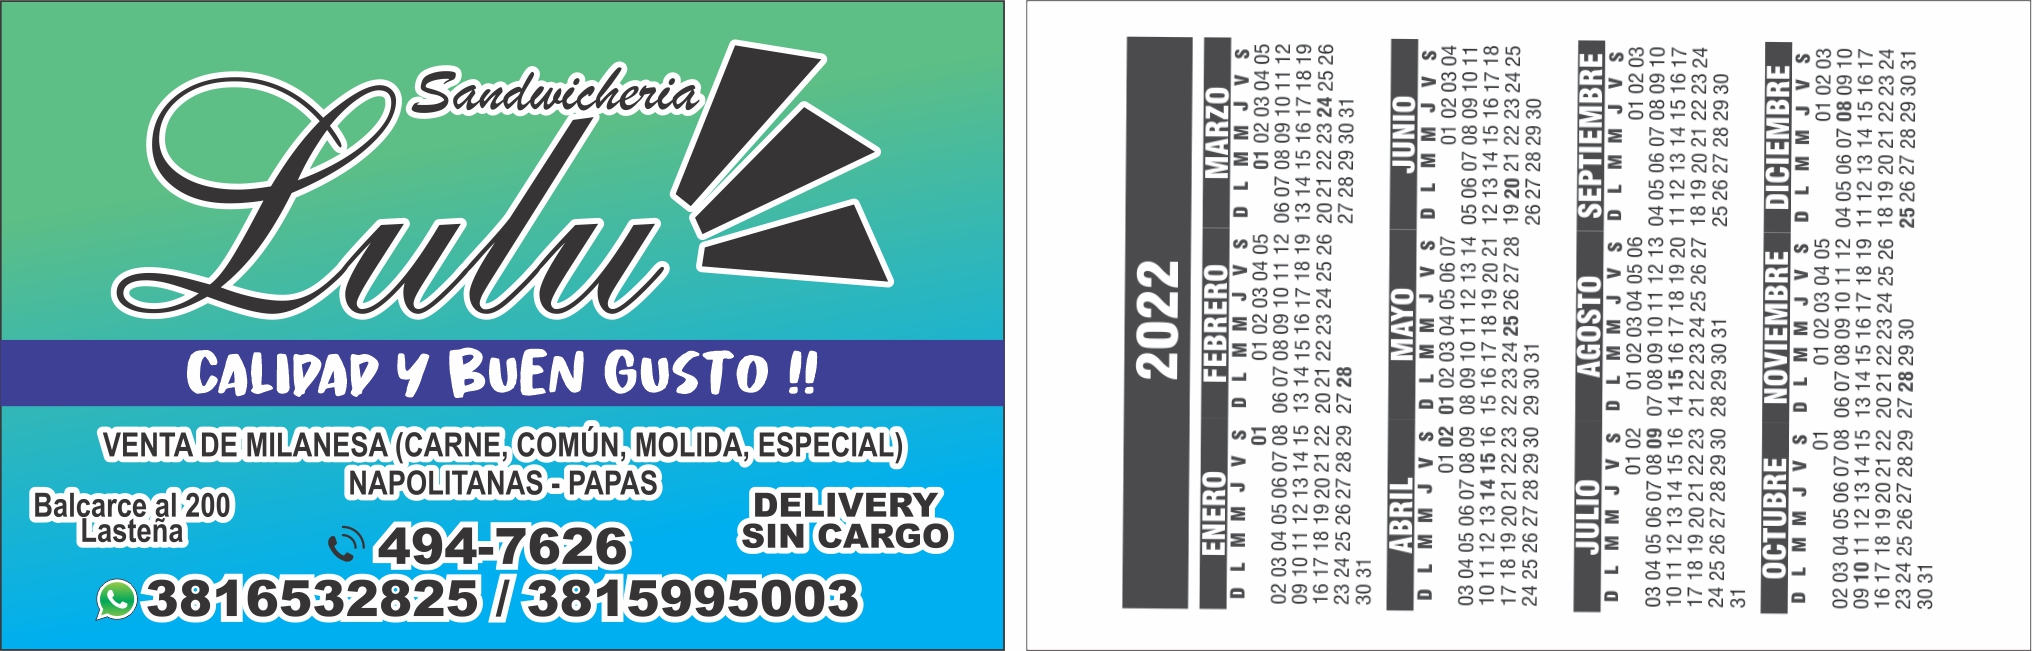 Sandwicheria
Lulu
CALIDAD Y BUEN GUSTO !!
VENTA DE MILANESA (CARNE, COMÚN, MOLIDA, ESPECIAL)
NAPOLITANAS - PAPAS
Balcarce al 200
Lasteña
DELIVERY
SIN CARGO
494-7626
3816532825 / 3815995003
2022
ENERO FEBRERO MARZO
D L M M J V S D L M M J V S D L M M J V S
01 01 02 03 04 05 01 02 03 04 05
02 03 04 05 06 07 08 06 07 08 09 10 11 12 06 07 08 09 10 11 12
09 10 11 12 13 14 15 13 14 15 16 17 18 19 13 14 15 16 17 18 19
16 17 18 19 20 21 22 20 21 22 23 24 25 26 20 21 22 23 24 25 26
23 24 25 26 27 28 29 27 28 27 28 29 30 31
30 31
ABRIL MAYO JUNIO
D L M M J V S D L M M J V S D L M M J V S
01 02 01 02 03 04 05 06 07 01 02 03 04
03 04 05 06 07 08 09 08 09 10 11 12 13 14 05 06 07 08 09 10 11
10 11 12 13 14 15 16 15 16 17 18 19 20 21 12 13 14 15 16 17 18
17 18 19 20 21 22 23 22 23 24 25 26 27 28 19 20 21 22 23 24 25
24 25 26 27 28 29 30 29 30 31 26 27 28 29 30
JULIO AGOSTO SEPTIEMBRE
D L M M J V S D L M M J V S D L M M J V S
01 02 01 02 03 04 05 06 01 02 03
03 04 05 06 07 08 09 07 08 09 10 11 12 13 04 05 06 07 08 09 10
10 11 12 13 14 15 16 14 15 16 17 18 19 20 11 12 13 14 15 16 17
17 18 19 20 21 22 23 21 22 23 24 25 26 27 18 19 20 21 22 23 24
24 25 26 27 28 29 30 28 29 30 31 25 26 27 28 29 30
31
OCTUBRE NOVIEMBRE DICIEMBRE
D L M M J V S D L M M J V S D L M M J V S
01 01 02 03 04 05 01 02 03
02 03 04 05 06 07 08 06 07 08 09 10 11 12 04 05 06 07 08 09 10
09 10 11 12 13 14 15 13 14 15 16 17 18 19 11 12 13 14 15 16 17
16 17 18 19 20 21 22 20 21 22 23 24 25 26 18 19 20 21 22 23 24
23 24 25 26 27 28 29 27 28 29 30 25 26 27 28 29 30 31
30 31